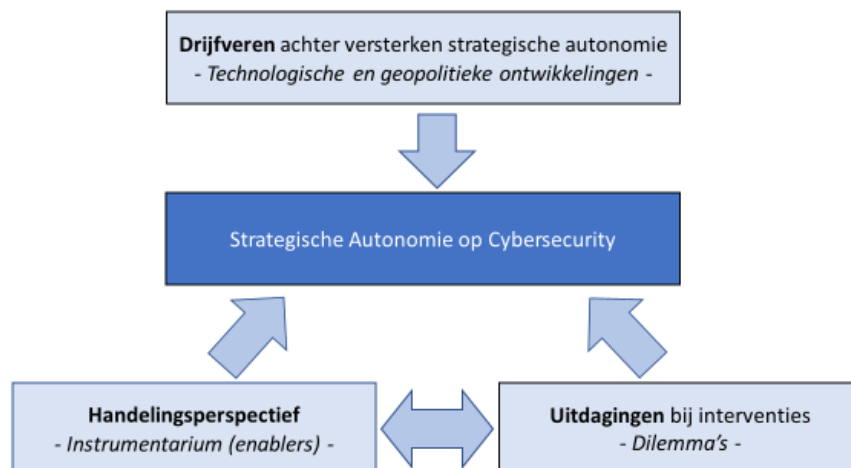 Drijfveren achter versterken strategische autonomie
- Technologische en geopolitieke ontwikkelingen -
Strategische Autonomie op Cybersecurity
Handelingsperspectief
- Instrumentarium (enablers) -
Uitdagingen bij interventies
- Dilemma's -